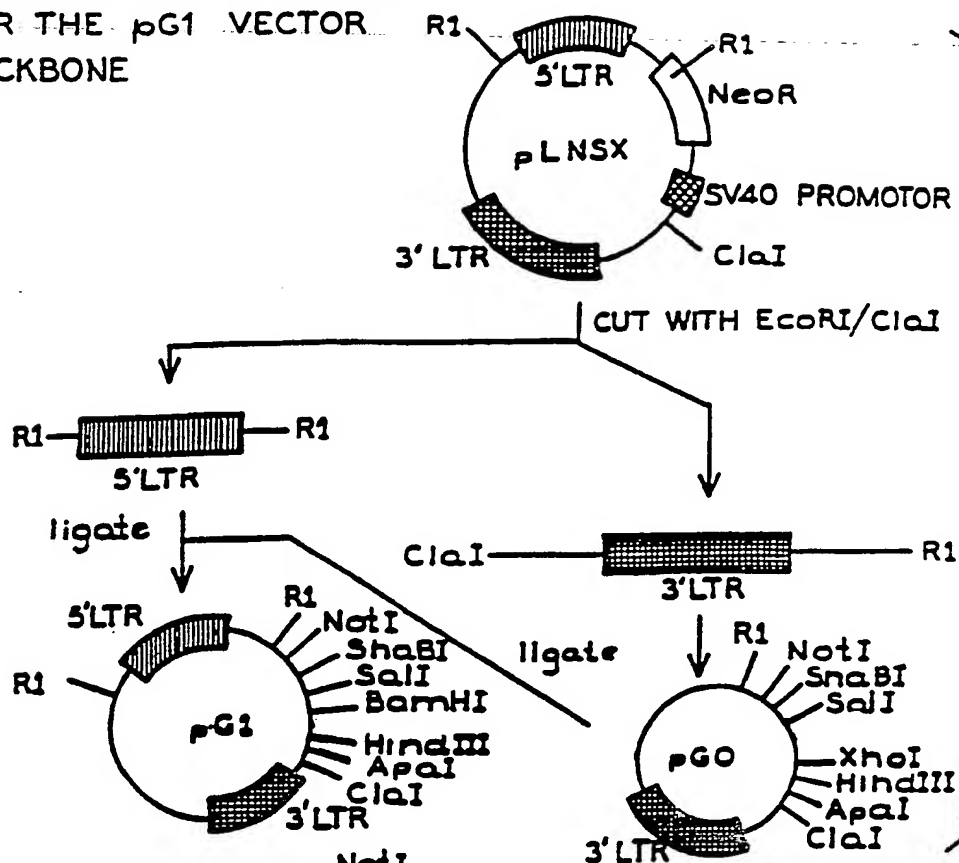 R THE pG1 VECTOR
CKBONE
R1
5'LTR
R1
NeoR
pLNSX
SV40 PROMOTOR
3' LTR
ClaI
CUT WITH EcoRI/ClaI
R1
R1
5'LTR
ligate
ClaI
R1
3'LTR
5'LTR
R1
NotI
SnaBI
SalI
BamHI
R1
pG1
HindIII
ApaI
ClaI
3'LTR
ligate
R1
NotI
SnaBI
SalI
pGO
XhoI
HindIII
ApaI
ClaI
3'LTR
NotI